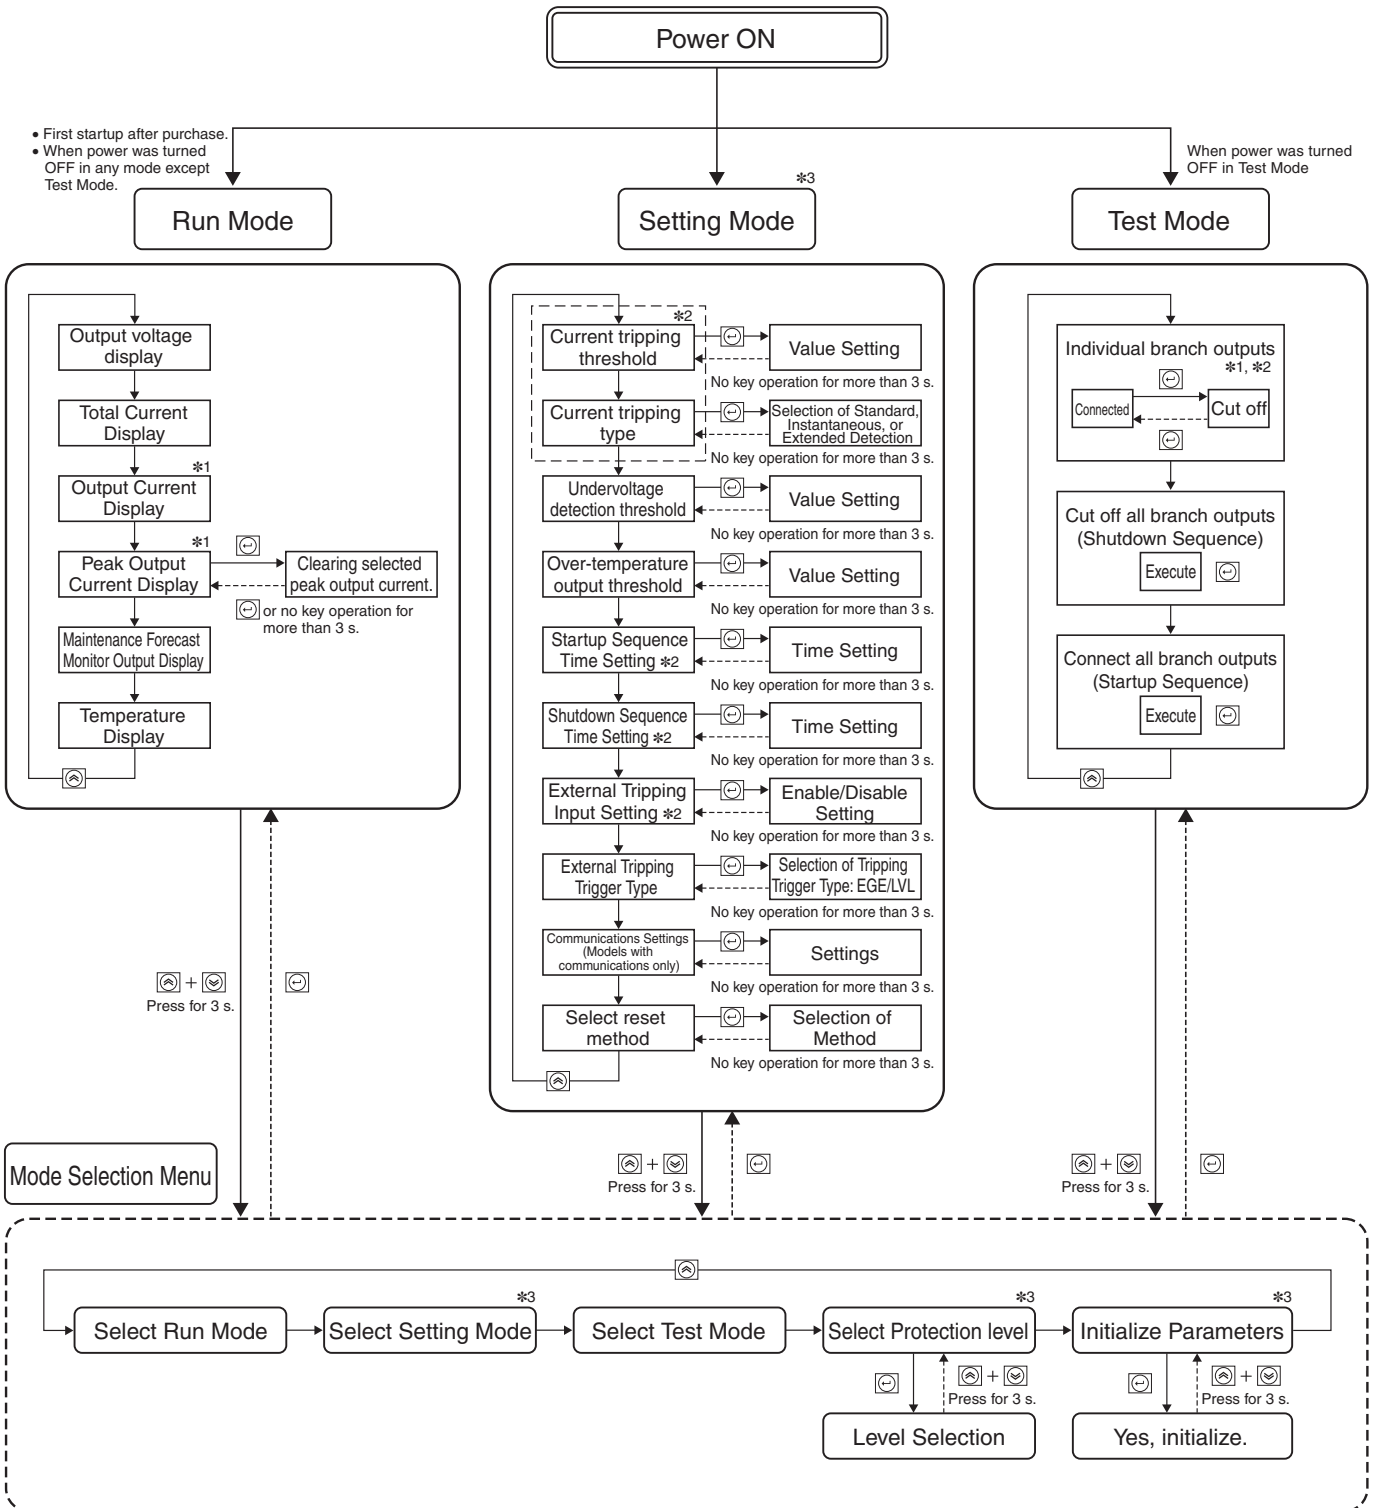 Power ON
• First startup after purchase.
• When power was turned
OFF in any mode except
Test Mode.
When power was turned
OFF in Test Mode
Run Mode
✻3
Setting Mode
Test Mode
Output voltage
display
Total Current
Display
✻1
Output Current
Display
✻1
Peak Output
Current Display
Clearing selected
peak output current.
or no key operation for
more than 3 s.
Maintenance Forecast
Monitor Output Display
Temperature
Display
✻2
Current tripping
threshold
Value Setting
No key operation for more than 3 s.
Current tripping
type
Selection of Standard,
Instantaneous, or
Extended Detection
No key operation for more than 3 s.
Undervoltage
detection threshold
Value Setting
No key operation for more than 3 s.
Over-temperature
output threshold
Value Setting
No key operation for more than 3 s.
Startup Sequence
Time Setting ✻2
Time Setting
No key operation for more than 3 s.
Shutdown Sequence
Time Setting ✻2
Time Setting
No key operation for more than 3 s.
External Tripping
Input Setting ✻2
Enable/Disable
Setting
No key operation for more than 3 s.
External Tripping
Trigger Type
Selection of Tripping
Trigger Type: EGE/LVL
No key operation for more than 3 s.
Communications Settings
(Models with
communications only)
Settings
No key operation for more than 3 s.
Select reset
method
Selection of
Method
No key operation for more than 3 s.
Individual branch outputs
✻1, ✻2
Connected
Cut off
Cut off all branch outputs
(Shutdown Sequence)
Execute
Connect all branch outputs
(Startup Sequence)
Execute
+
Press for 3 s.
+
Press for 3 s.
+
Press for 3 s.
Mode Selection Menu
Select Run Mode
✻3
Select Setting Mode
Select Test Mode
✻3
Select Protection level
✻3
Initialize Parameters
+
Press for 3 s.
+
Press for 3 s.
Level Selection
Yes, initialize.